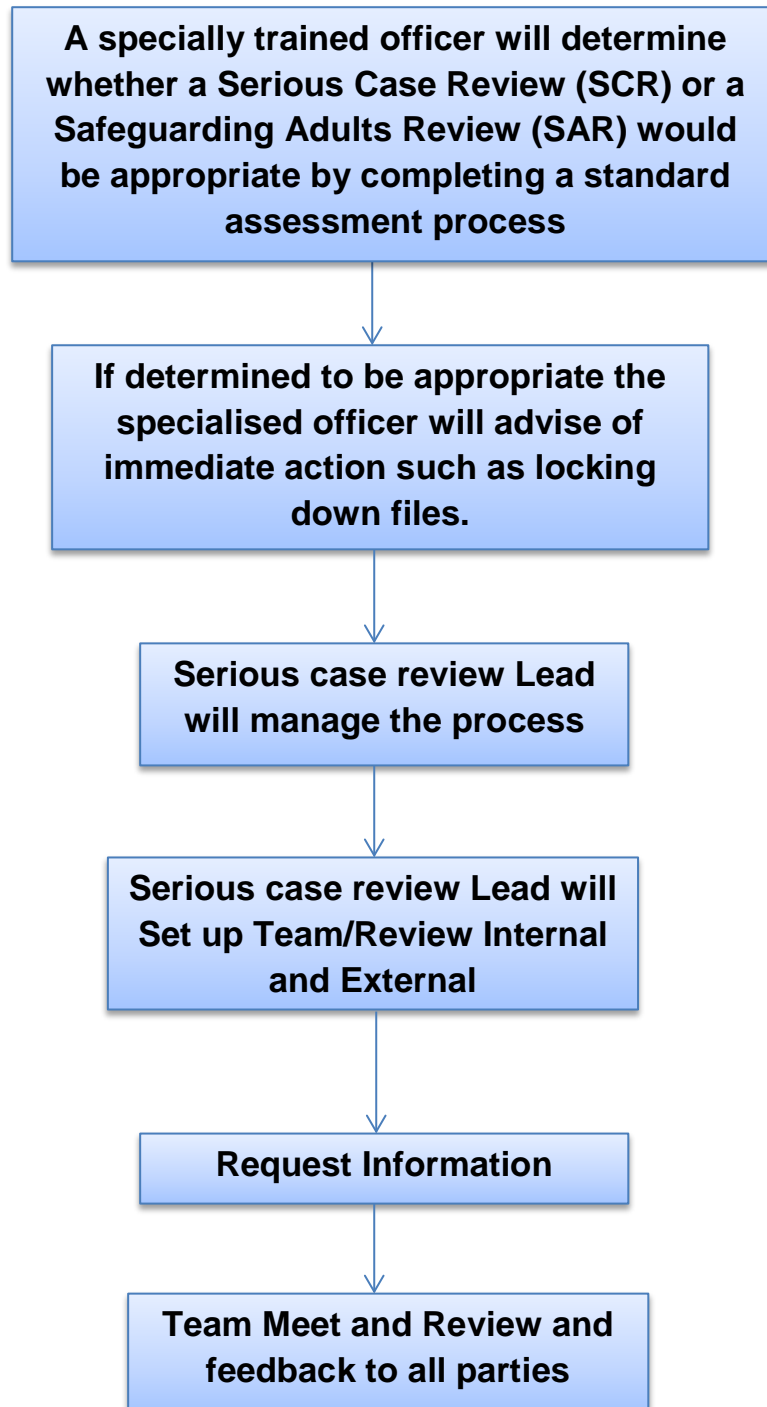 A specially trained officer will determine
whether a Serious Case Review (SCR) or a
Safeguarding Adults Review (SAR) would
be appropriate by completing a standard
assessment process
If determined to be appropriate the
specialised officer will advise of
immediate action such as locking
down files.
Serious case review Lead
will manage the process
Serious case review Lead will
Set up Team/Review Internal
and External
Request Information
Team Meet and Review and
feedback to all parties